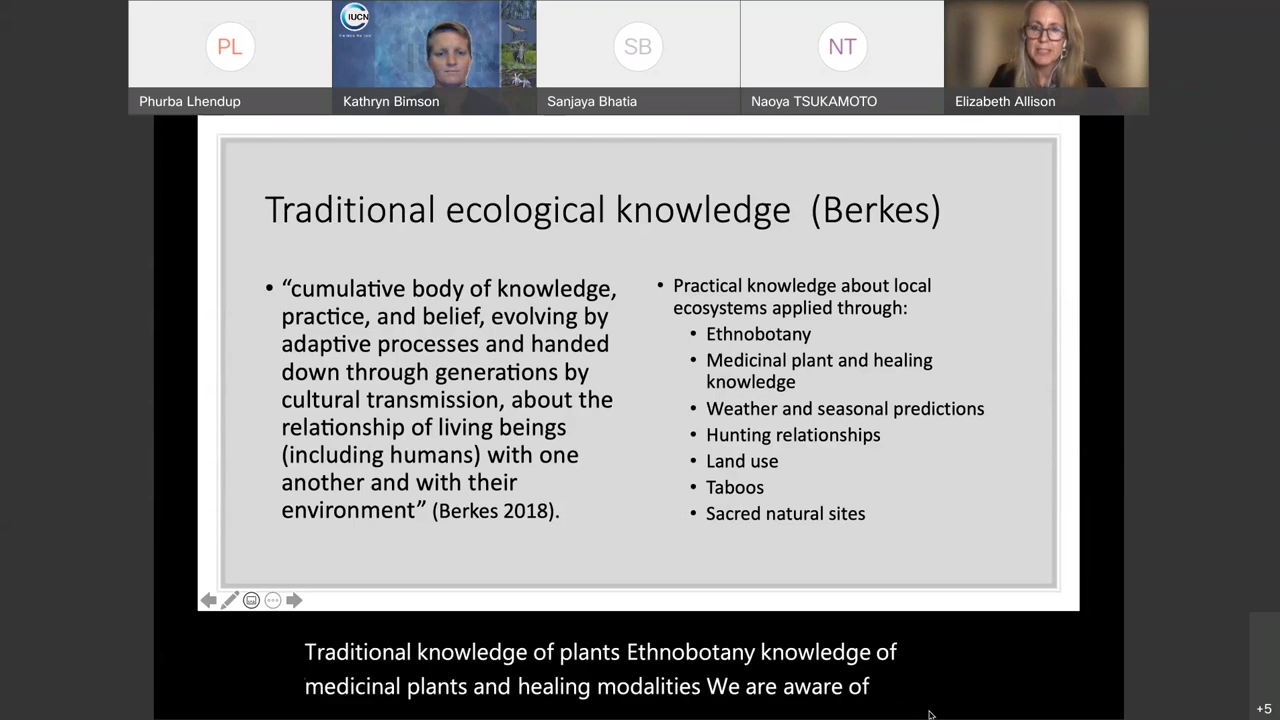 PL
IUCN
SB
NT
Phurba Lhendup
Kathryn Bimson
Sanjaya Bhatia
Naoya TSUKAMOTO
Elizabeth Allison
Traditional ecological knowledge (Berkes)
• “cumulative body of knowledge,
practice, and belief, evolving by
adaptive processes and handed
down through generations by
cultural transmission, about the
relationship of living beings
(including humans) with one
another and with their
environment” (Berkes 2018).
• Practical knowledge about local
ecosystems applied through:
• Ethnobotany
• Medicinal plant and healing
knowledge
• Weather and seasonal predictions
• Hunting relationships
• Land use
• Taboos
• Sacred natural sites
Traditional knowledge of plants Ethnobotany knowledge of
medicinal plants and healing modalities We are aware of
+5